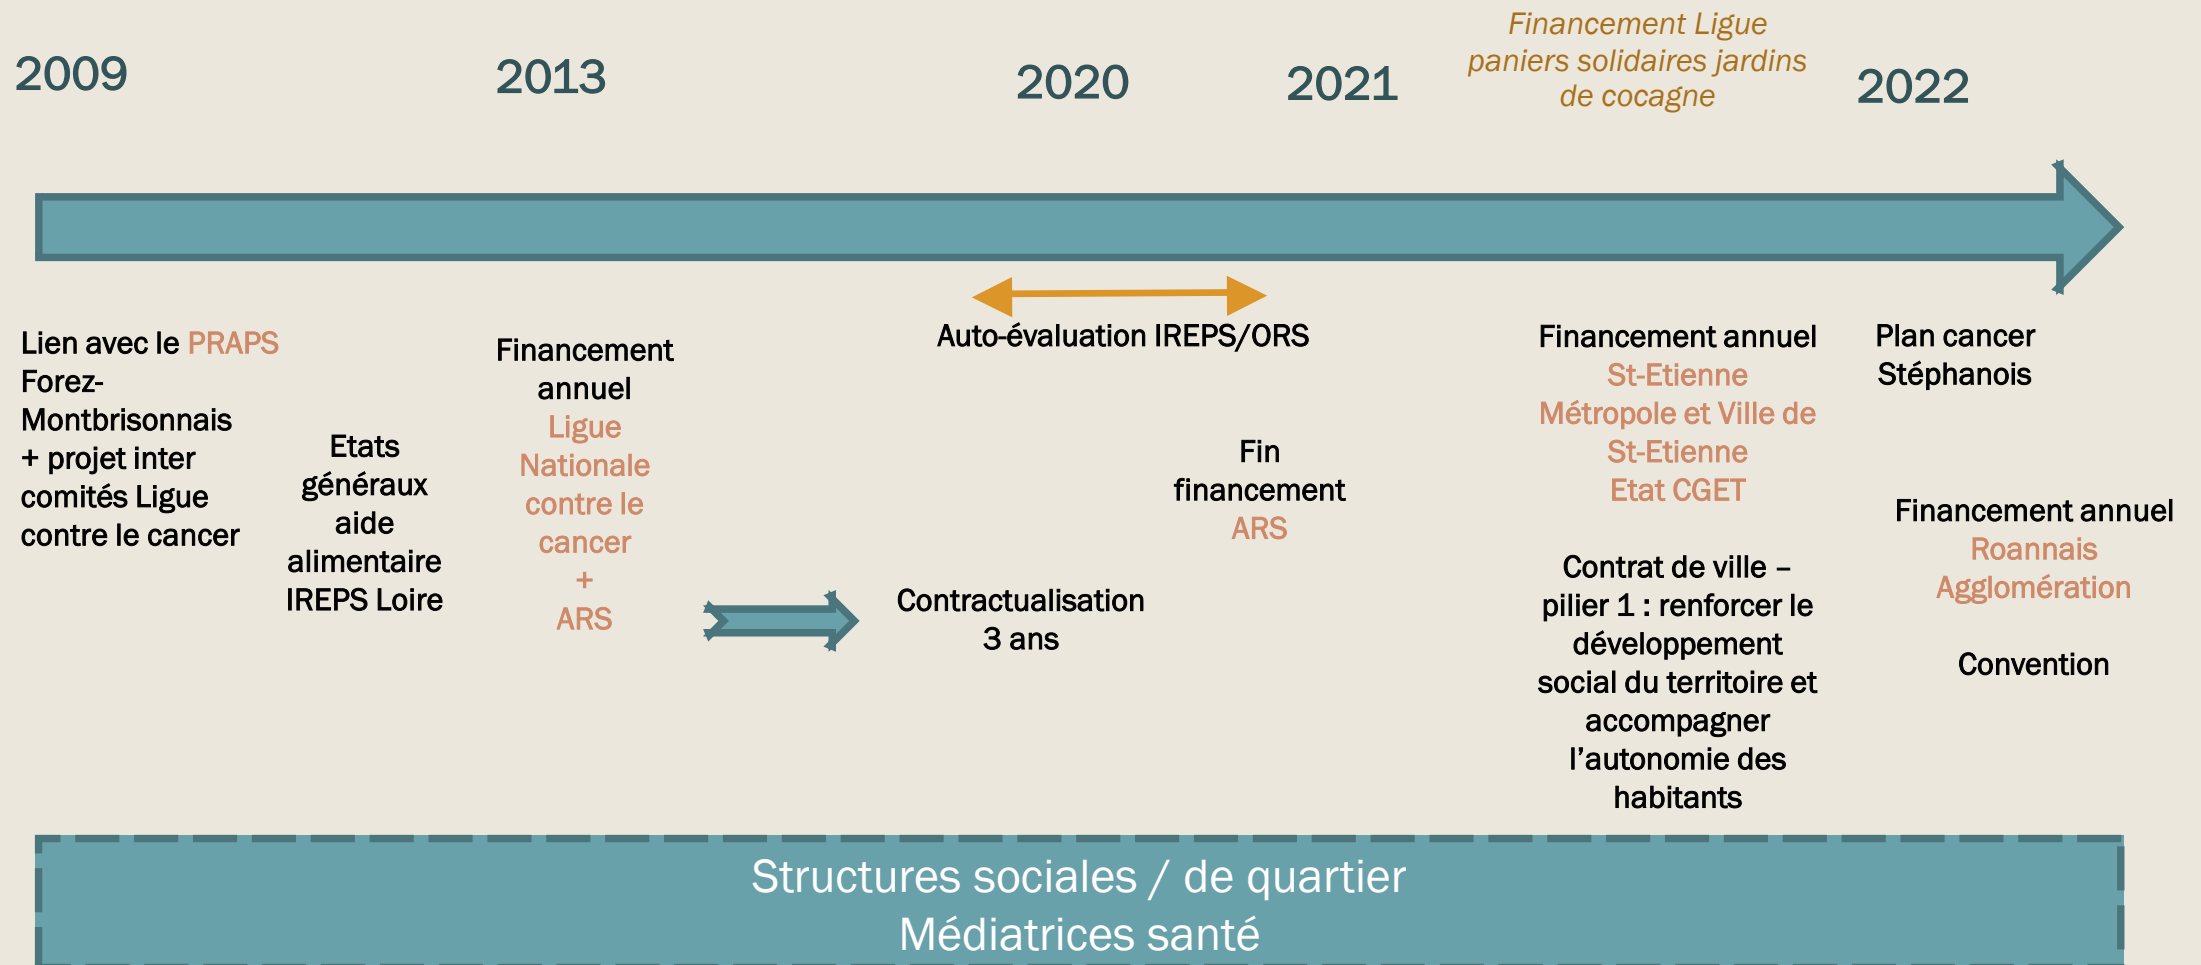 2009
2013
2020
2021
Financement Ligue
paniers solidaires jardins
de cocagne
2022
Lien avec le PRAPS
Forez-
Montbrisonnais
+ projet inter
comités Ligue
contre le cancer
Etats
généraux
aide
alimentaire
IREPS Loire
Financement
annuel
Ligue
Nationale
contre le
cancer
+
ARS
Auto-évaluation IREPS/ORS
Contractualisation
3 ans
Fin
financement
ARS
Financement annuel
St-Etienne
Métropole et Ville de
St-Etienne
Etat CGET
Contrat de ville –
pilier 1 : renforcer le
développement
social du territoire et
accompagner
l’autonomie des
habitants
Plan cancer
Stéphanois
Financement annuel
Roannais
Agglomération
Convention
Structures sociales / de quartier
Médiatrices santé